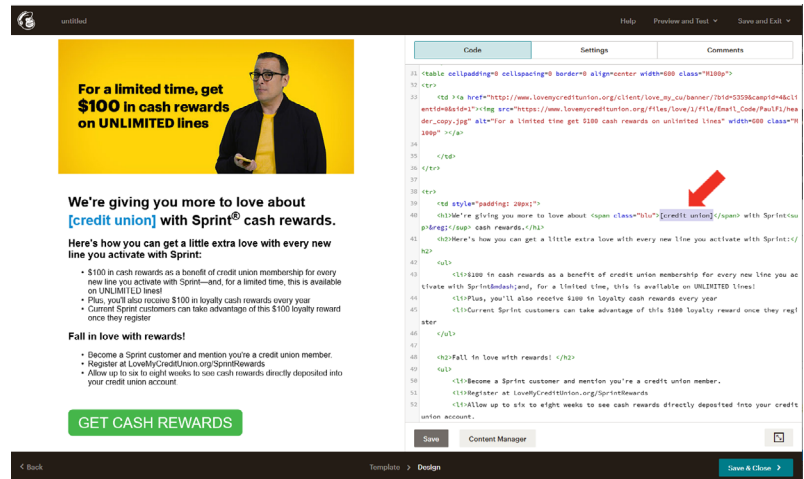 untitled
Help
Preview and Test
Save and Exit
For a limited time, get
$100 in cash rewards
on UNLIMITED lines
We're giving you more to love about
[credit union] with Sprint® cash rewards.
Here's how you can get a little extra love with every new
line you activate with Sprint:
• $100 in cash rewards as a benefit of credit union membership for every
new line you activate with Sprint—and, for a limited time, this is available
on UNLIMITED lines!
• Plus, you'll also receive $100 in loyalty cash rewards every year
• Current Sprint customers can take advantage of this $100 loyalty reward
once they register
Fall in love with rewards!
• Become a Sprint customer and mention you're a credit union member.
• Register at LoveMyCreditUnion.org/SprintRewards
• Allow up to six to eight weeks to see cash rewards directly deposited into
your credit union account.
GET CASH REWARDS
Code
Settings
Comments
31 <table cellpadding=0 cellspacing=0 border=0 align=center width=600 class="M100p">
32 <tr>
33 <td ><a href="http://www.lovemycreditunion.org/client/love_my_cu/banner/?bid=5359&campid=4&cli
entid=0&sid=1"><img src="https://www.lovemycreditunion.org/files/love/1/file/Email_Code/PaulF1/hea
der_copy.jpg" alt="For a limited time get $100 cash rewards on unlimited lines" width=600 class="M
100p" ></a>
34
35 </td>
36 </tr>
37
38 <tr>
39 <td style="padding: 20px;">
40 <h1>We're giving you more to love about <span class="blu">[credit union]</span> with Sprint<su
p>&reg;</sup> cash rewards.</h1>
41 <h2>Here's how you can get a little extra love with every new line you activate with Sprint:</
h2>
42 <ul>
43 <li>$100 in cash rewards as a benefit of credit union membership for every new line you ac
tivate with Sprint&mdash;and, for a limited time, this is available on UNLIMITED lines!
44 <li>Plus, you'll also receive $100 in loyalty cash rewards every year
45 <li>Current Sprint customers can take advantage of this $100 loyalty reward once they regi
ster
46 </ul>
47
48 <h2>Fall in love with rewards! </h2>
49 <ul>
50 <li>Become a Sprint customer and mention you're a credit union member.
51 <li>Register at LoveMyCreditUnion.org/SprintRewards
52 <li>Allow up to six to eight weeks to see cash rewards directly deposited into your credit
union account.
Save
Content Manager
< Back
Template > Design
Save & Close >